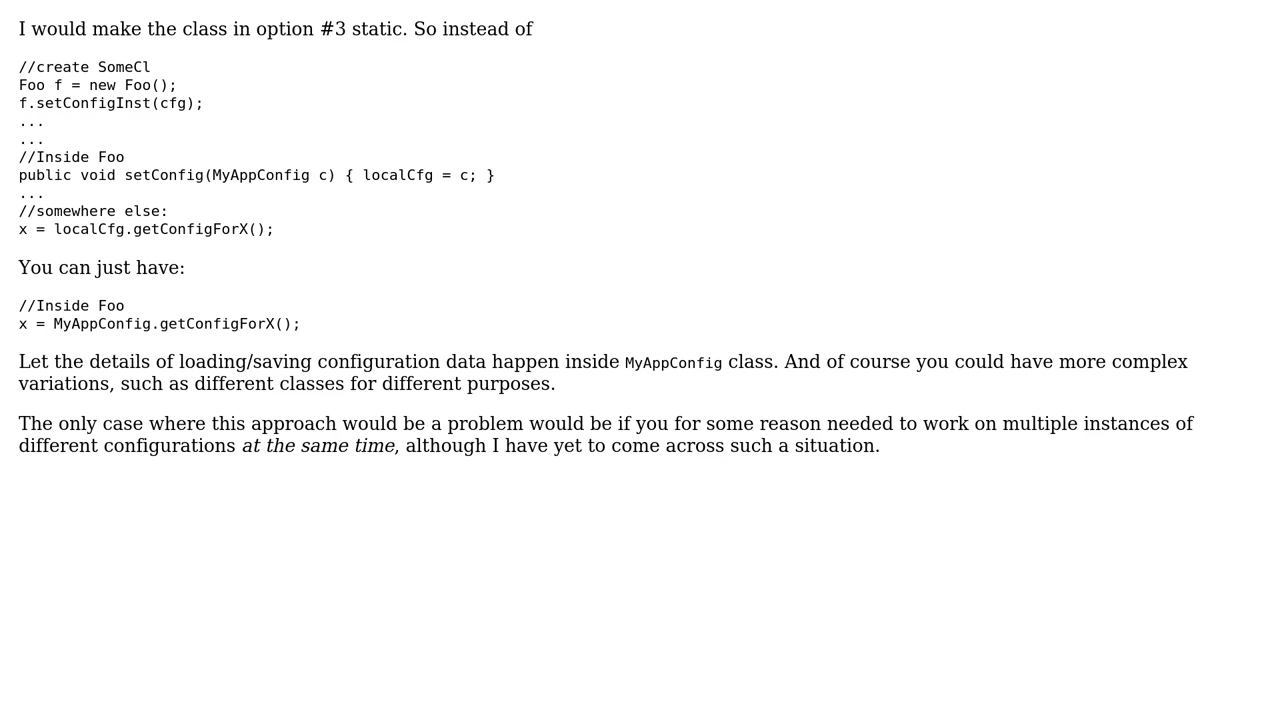 I would make the class in option #3 static. So instead of
//create SomeCl
Foo f = new Foo();
f.setConfigInst(cfg);
...
...
//Inside Foo
public void setConfig(MyAppConfig c) { localCfg = c; }
...
//somewhere else:
x = localCfg.getConfigForX();
You can just have:
//Inside Foo
x = MyAppConfig.getConfigForX();
Let the details of loading/saving configuration data happen inside MyAppConfig class. And of course you could have more complex
variations, such as different classes for different purposes.
The only case where this approach would be a problem would be if you for some reason needed to work on multiple instances of
different configurations at the same time, although I have yet to come across such a situation.